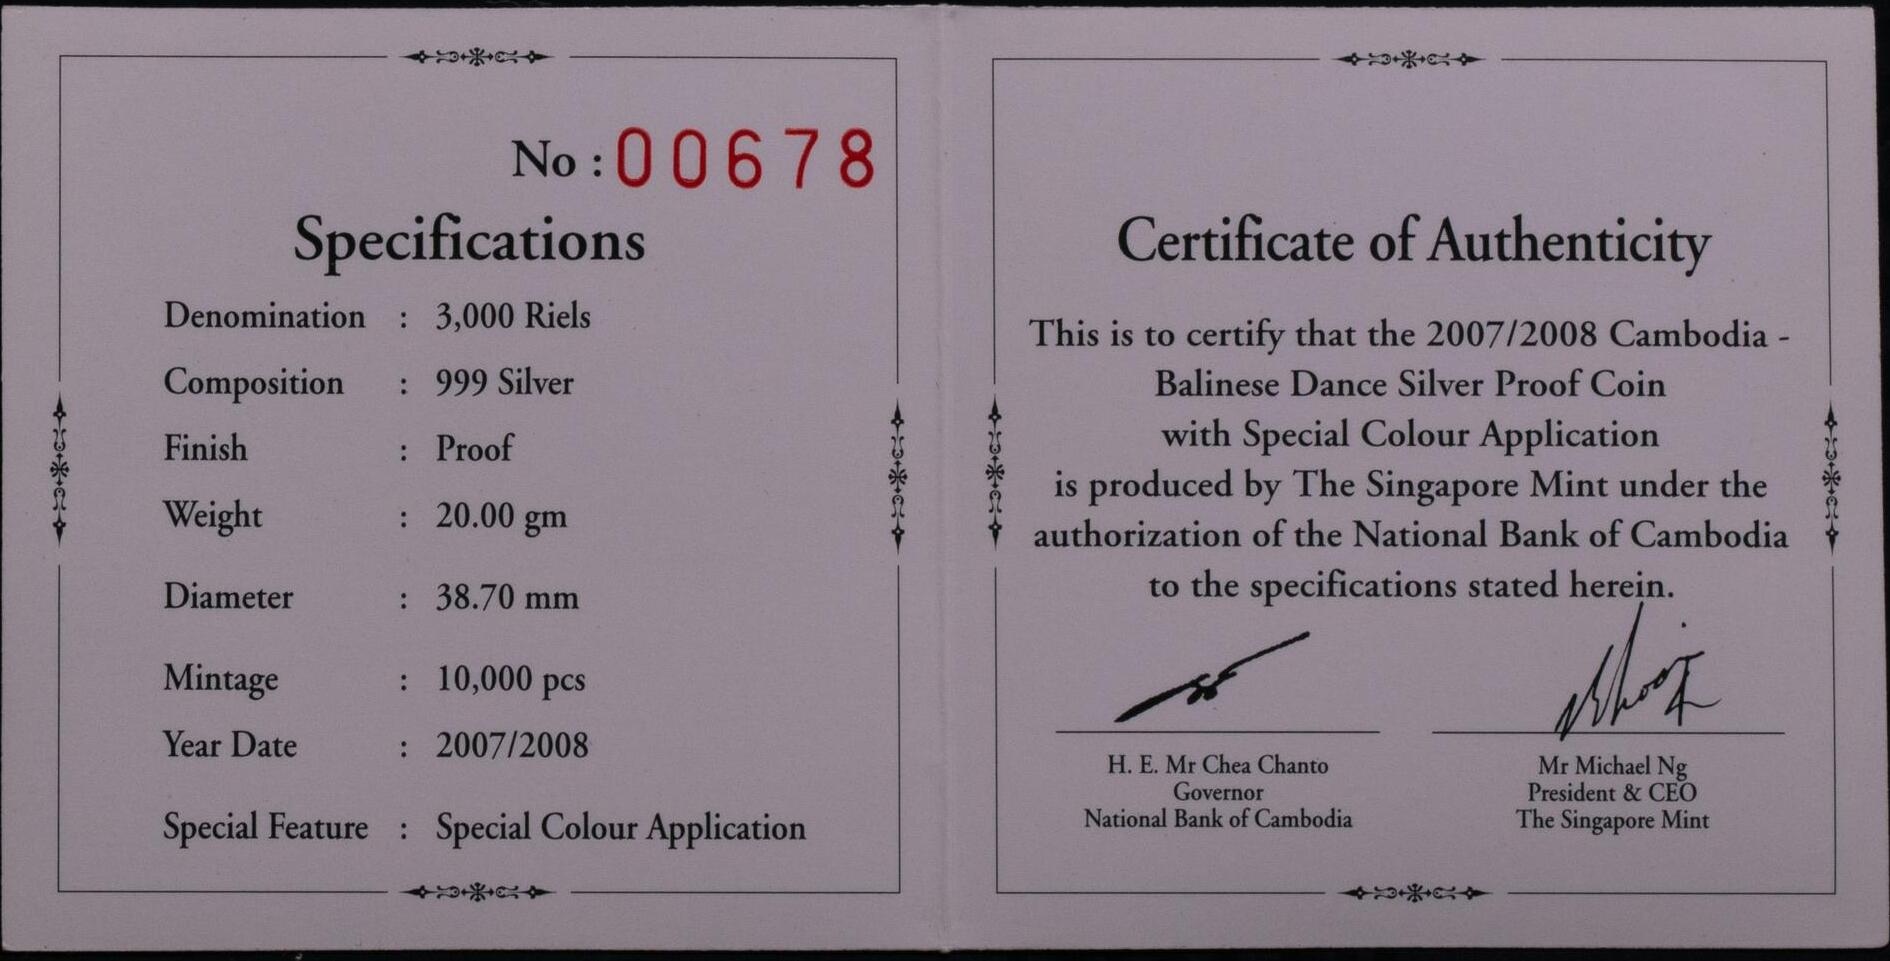 No : 00678
Specifications
Denomination : 3,000 Riels
Composition : 999 Silver
Finish : Proof
Weight : 20.00 gm
Diameter : 38.70 mm
Mintage : 10,000 pcs
Year Date : 2007/2008
Special Feature : Special Colour Application
Certificate of Authenticity
This is to certify that the 2007/2008 Cambodia -
Balinese Dance Silver Proof Coin
with Special Colour Application
is produced by The Singapore Mint under the
authorization of the National Bank of Cambodia
to the specifications stated herein.
H. E. Mr Chea Chanto
Governor
National Bank of Cambodia
Mr Michael Ng
President & CEO
The Singapore Mint